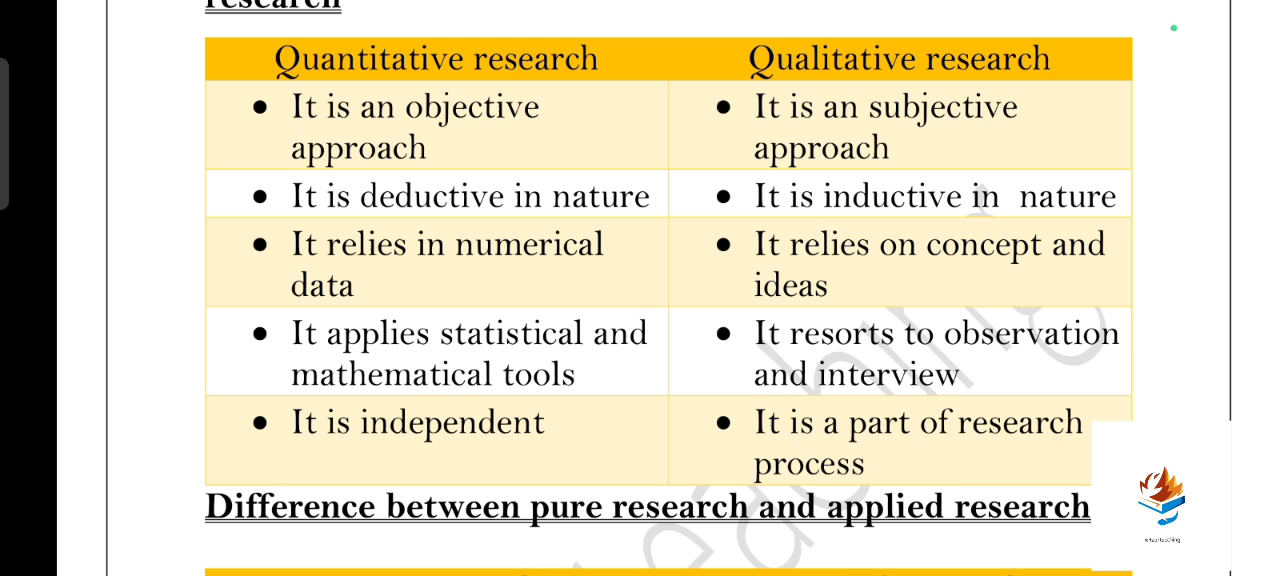 research
Quantitative research
Qualitative research
• It is an objective
approach
• It is an subjective
approach
• It is deductive in nature
• It is inductive in  nature
• It relies in numerical
data
• It relies on concept and
ideas
• It applies statistical and
mathematical tools
• It resorts to observation
and interview
• It is independent
• It is a part of research
process
Difference between pure research and applied research